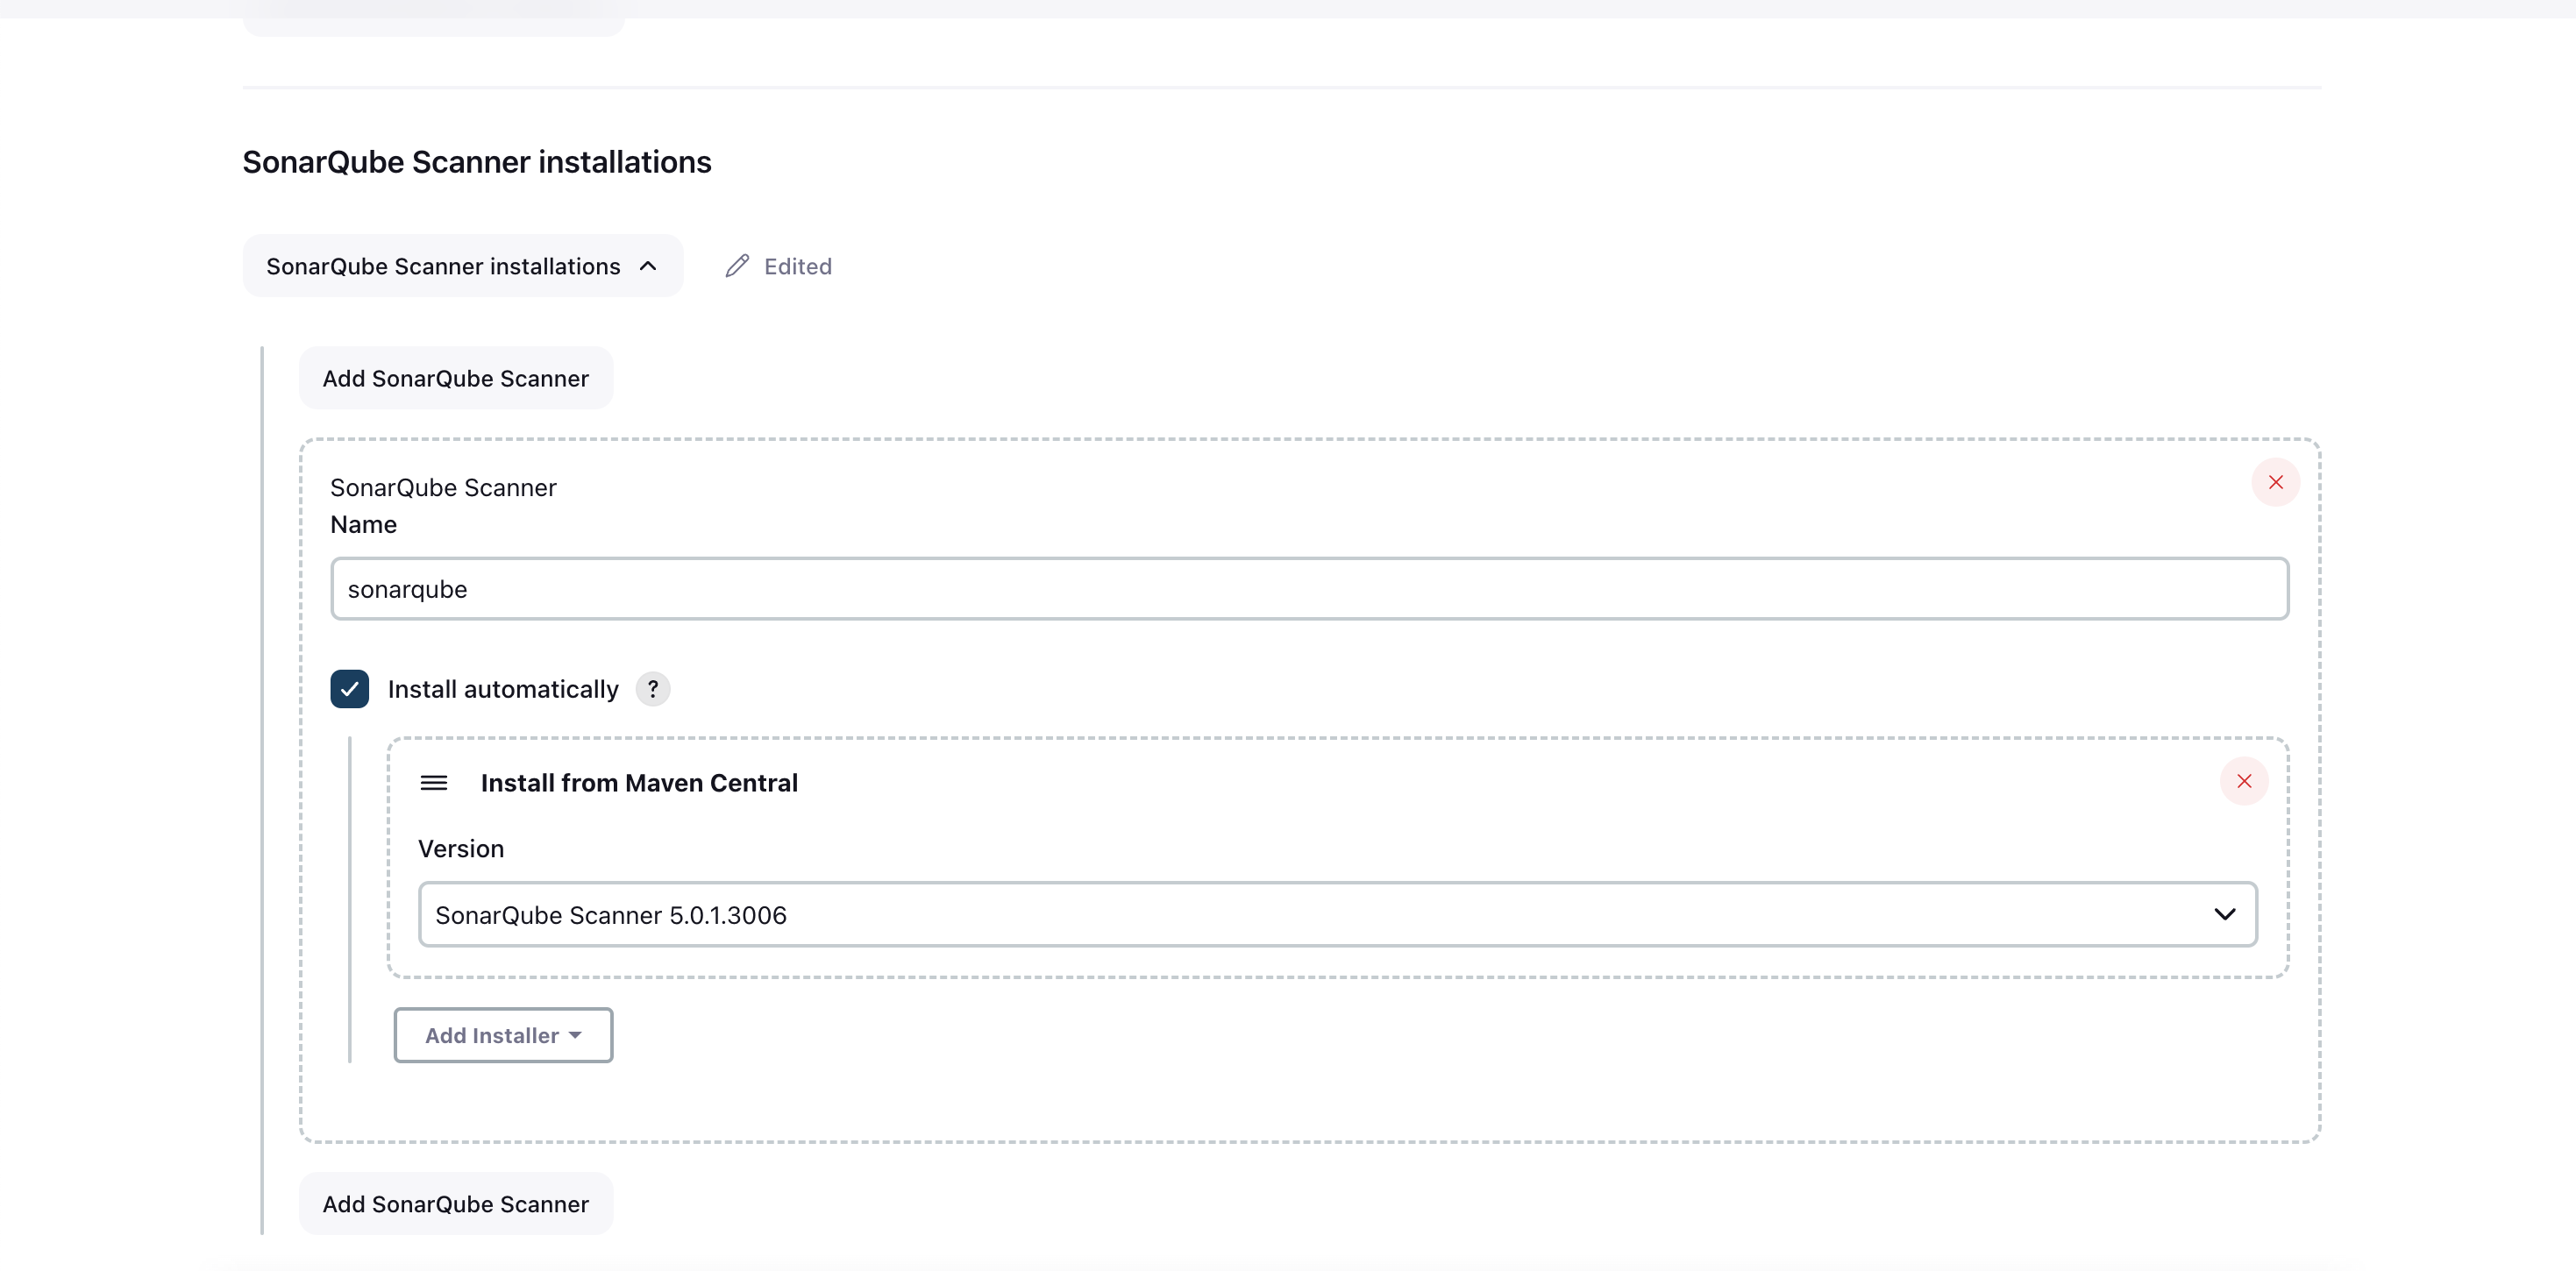 SonarQube Scanner installations
SonarQube Scanner installations
Edited
Add SonarQube Scanner
SonarQube Scanner
Name
sonarqube
Install automatically ?
Install from Maven Central
Version
SonarQube Scanner 5.0.1.3006
Add Installer
Add SonarQube Scanner